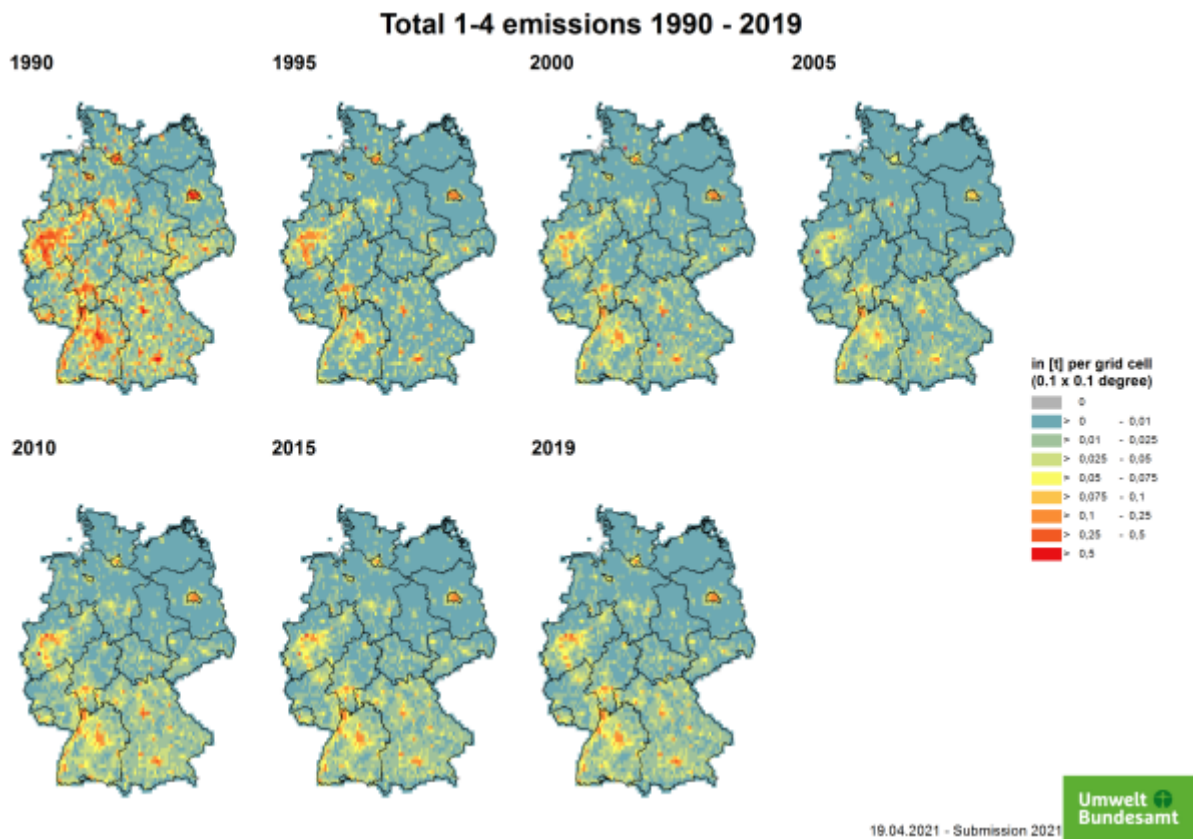 Total 1-4 emissions 1990 - 2019
1990 1995 2000 2005
2010 2015 2019
in [t] per grid cell
(0.1 x 0.1 degree)
0
> 0 - 0,01
> 0,01 - 0,025
> 0,025 - 0,05
> 0,05 - 0,075
> 0,075 - 0,1
> 0,1 - 0,25
> 0,25 - 0,5
> 0,5
Umwelt
Bundesamt
19.04.2021 - Submission 2021